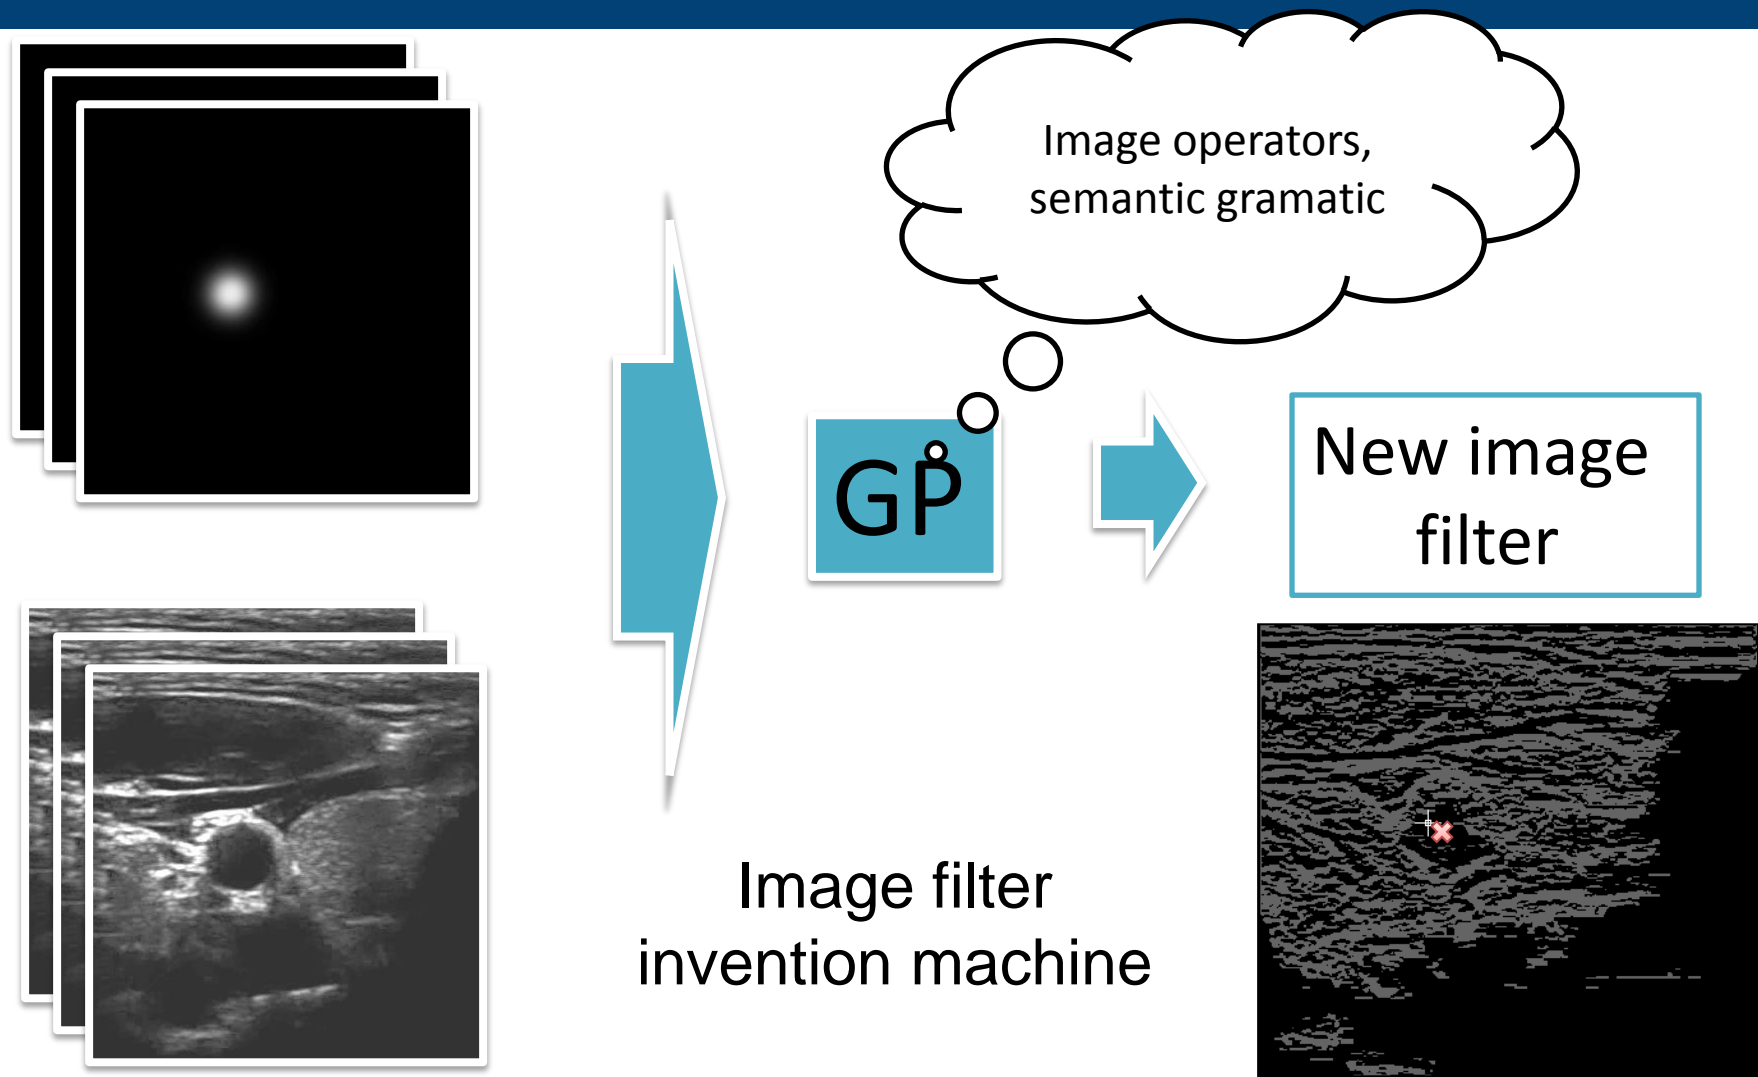 Image operators,
semantic gramatic
GP
New image
filter
Image filter
invention machine